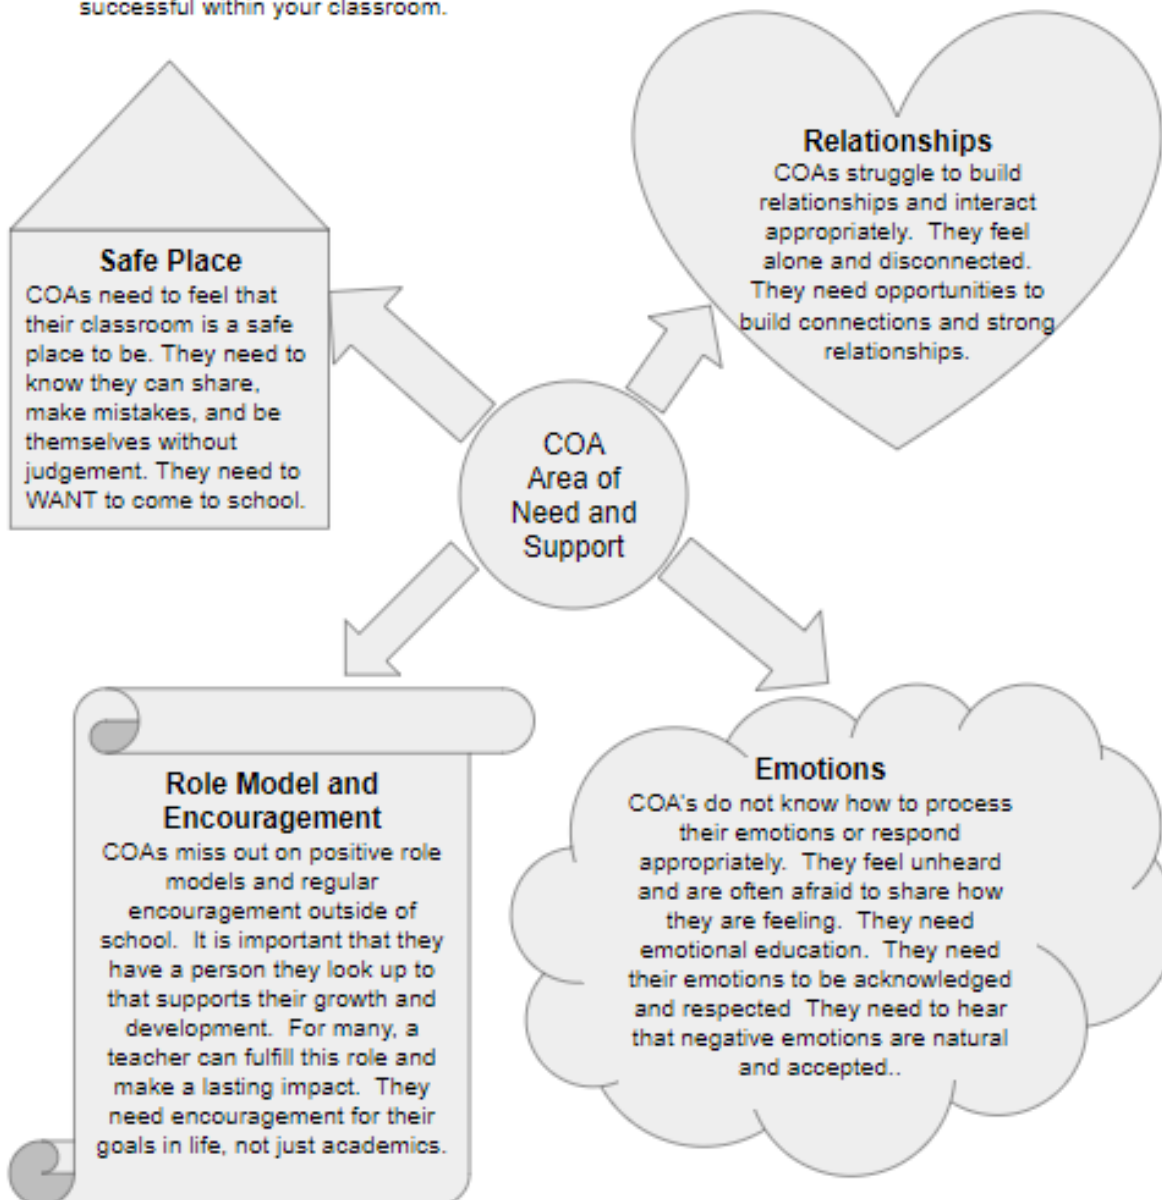 successful within your classroom.
Safe Place
COAs need to feel that
their classroom is a safe
place to be. They need to
know they can share,
make mistakes, and be
themselves without
judgement. They need to
WANT to come to school.
Relationships
COAs struggle to build
relationships and interact
appropriately. They feel
alone and disconnected.
They need opportunities to
build connections and strong
relationships.
COA
Area of
Need and
Support
Role Model and
Encouragement
COAs miss out on positive role
models and regular
encouragement outside of
school. It is important that they
have a person they look up to
that supports their growth and
development. For many, a
teacher can fulfill this role and
make a lasting impact. They
need encouragement for their
goals in life, not just academics.
Emotions
COA's do not know how to process
their emotions or respond
appropriately. They feel unheard
and are often afraid to share how
they are feeling. They need
emotional education. They need
their emotions to be acknowledged
and respected They need to hear
that negative emotions are natural
and accepted..